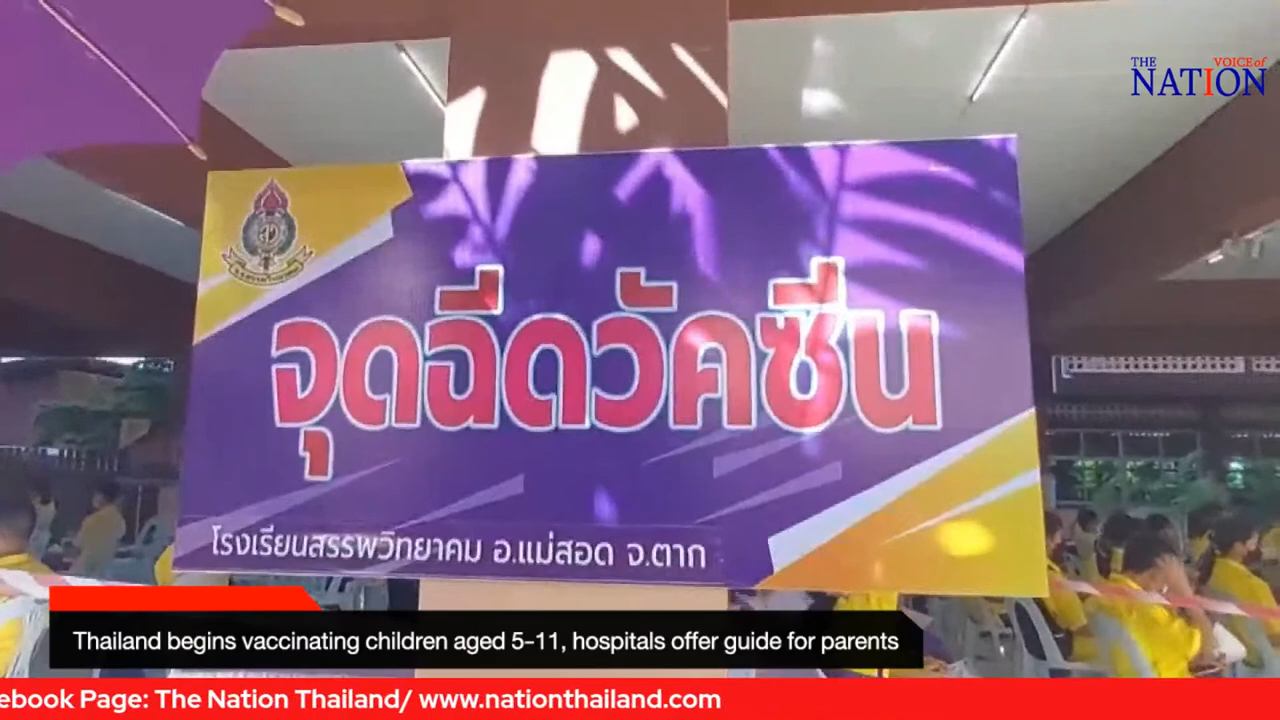 THE VOICE of
NATION
จุดฉีดวัคซีน
โรงเรียนสรรพวิทยาคม อ.แม่สอด จ.ตาก
Thailand begins vaccinating children aged 5-11, hospitals offer guide for parents
ebook Page: The Nation Thailand/ www.nationthailand.com